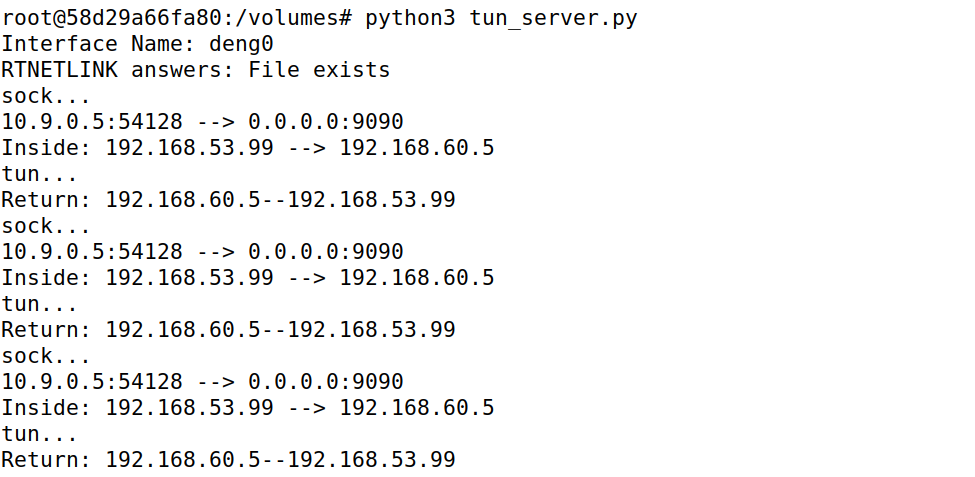 root@58d29a66fa80:/volumes# python3 tun_server.py
Interface Name: deng0
RTNETLINK answers: File exists
sock...
10.9.0.5:54128 --> 0.0.0.0:9090
Inside: 192.168.53.99 --> 192.168.60.5
tun...
Return: 192.168.60.5--192.168.53.99
sock...
10.9.0.5:54128 --> 0.0.0.0:9090
Inside: 192.168.53.99 --> 192.168.60.5
tun...
Return: 192.168.60.5--192.168.53.99
sock...
10.9.0.5:54128 --> 0.0.0.0:9090
Inside: 192.168.53.99 --> 192.168.60.5
tun...
Return: 192.168.60.5--192.168.53.99